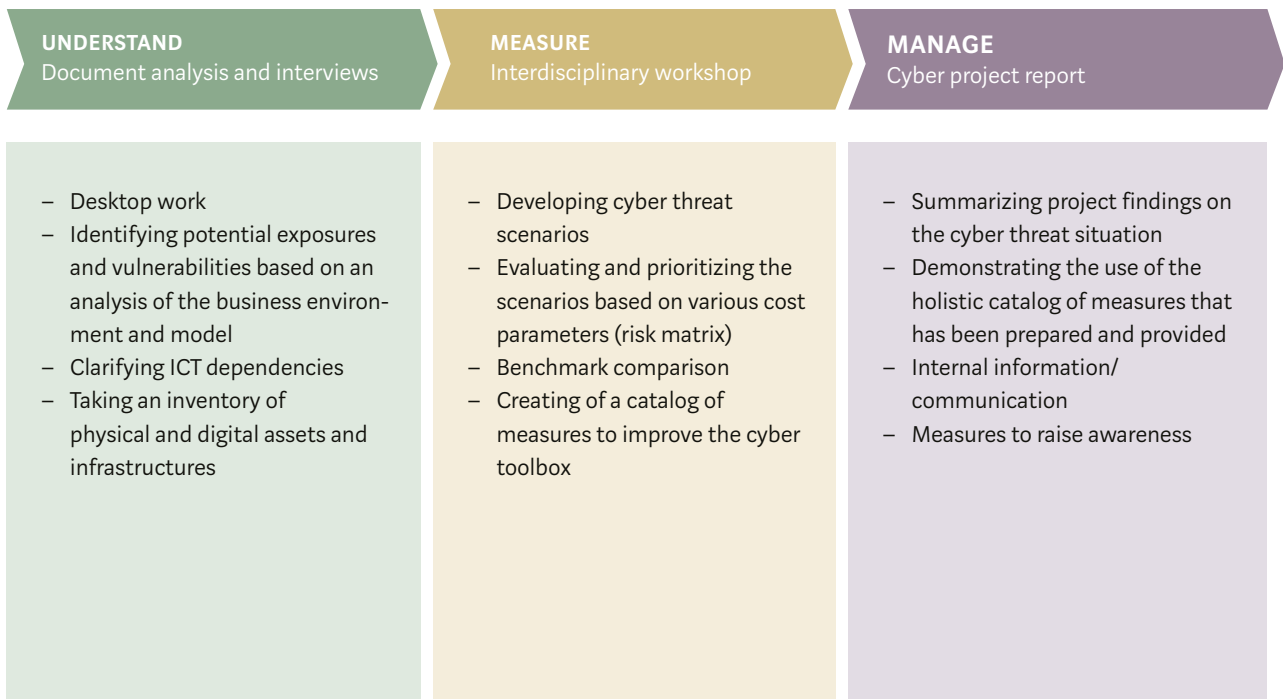 UNDERSTAND
Document analysis and interviews
– Desktop work
– Identifying potential exposures
and vulnerabilities based on an
analysis of the business environ-
ment and model
– Clarifying ICT dependencies
– Taking an inventory of
physical and digital assets and
infrastructures
MEASURE
Interdisciplinary workshop
– Developing cyber threat
scenarios
– Evaluating and prioritizing the
scenarios based on various cost
parameters (risk matrix)
– Benchmark comparison
– Creating of a catalog of
measures to improve the cyber
toolbox
MANAGE
Cyber project report
– Summarizing project findings on
the cyber threat situation
– Demonstrating the use of the
holistic catalog of measures that
has been prepared and provided
– Internal information/
communication
– Measures to raise awareness